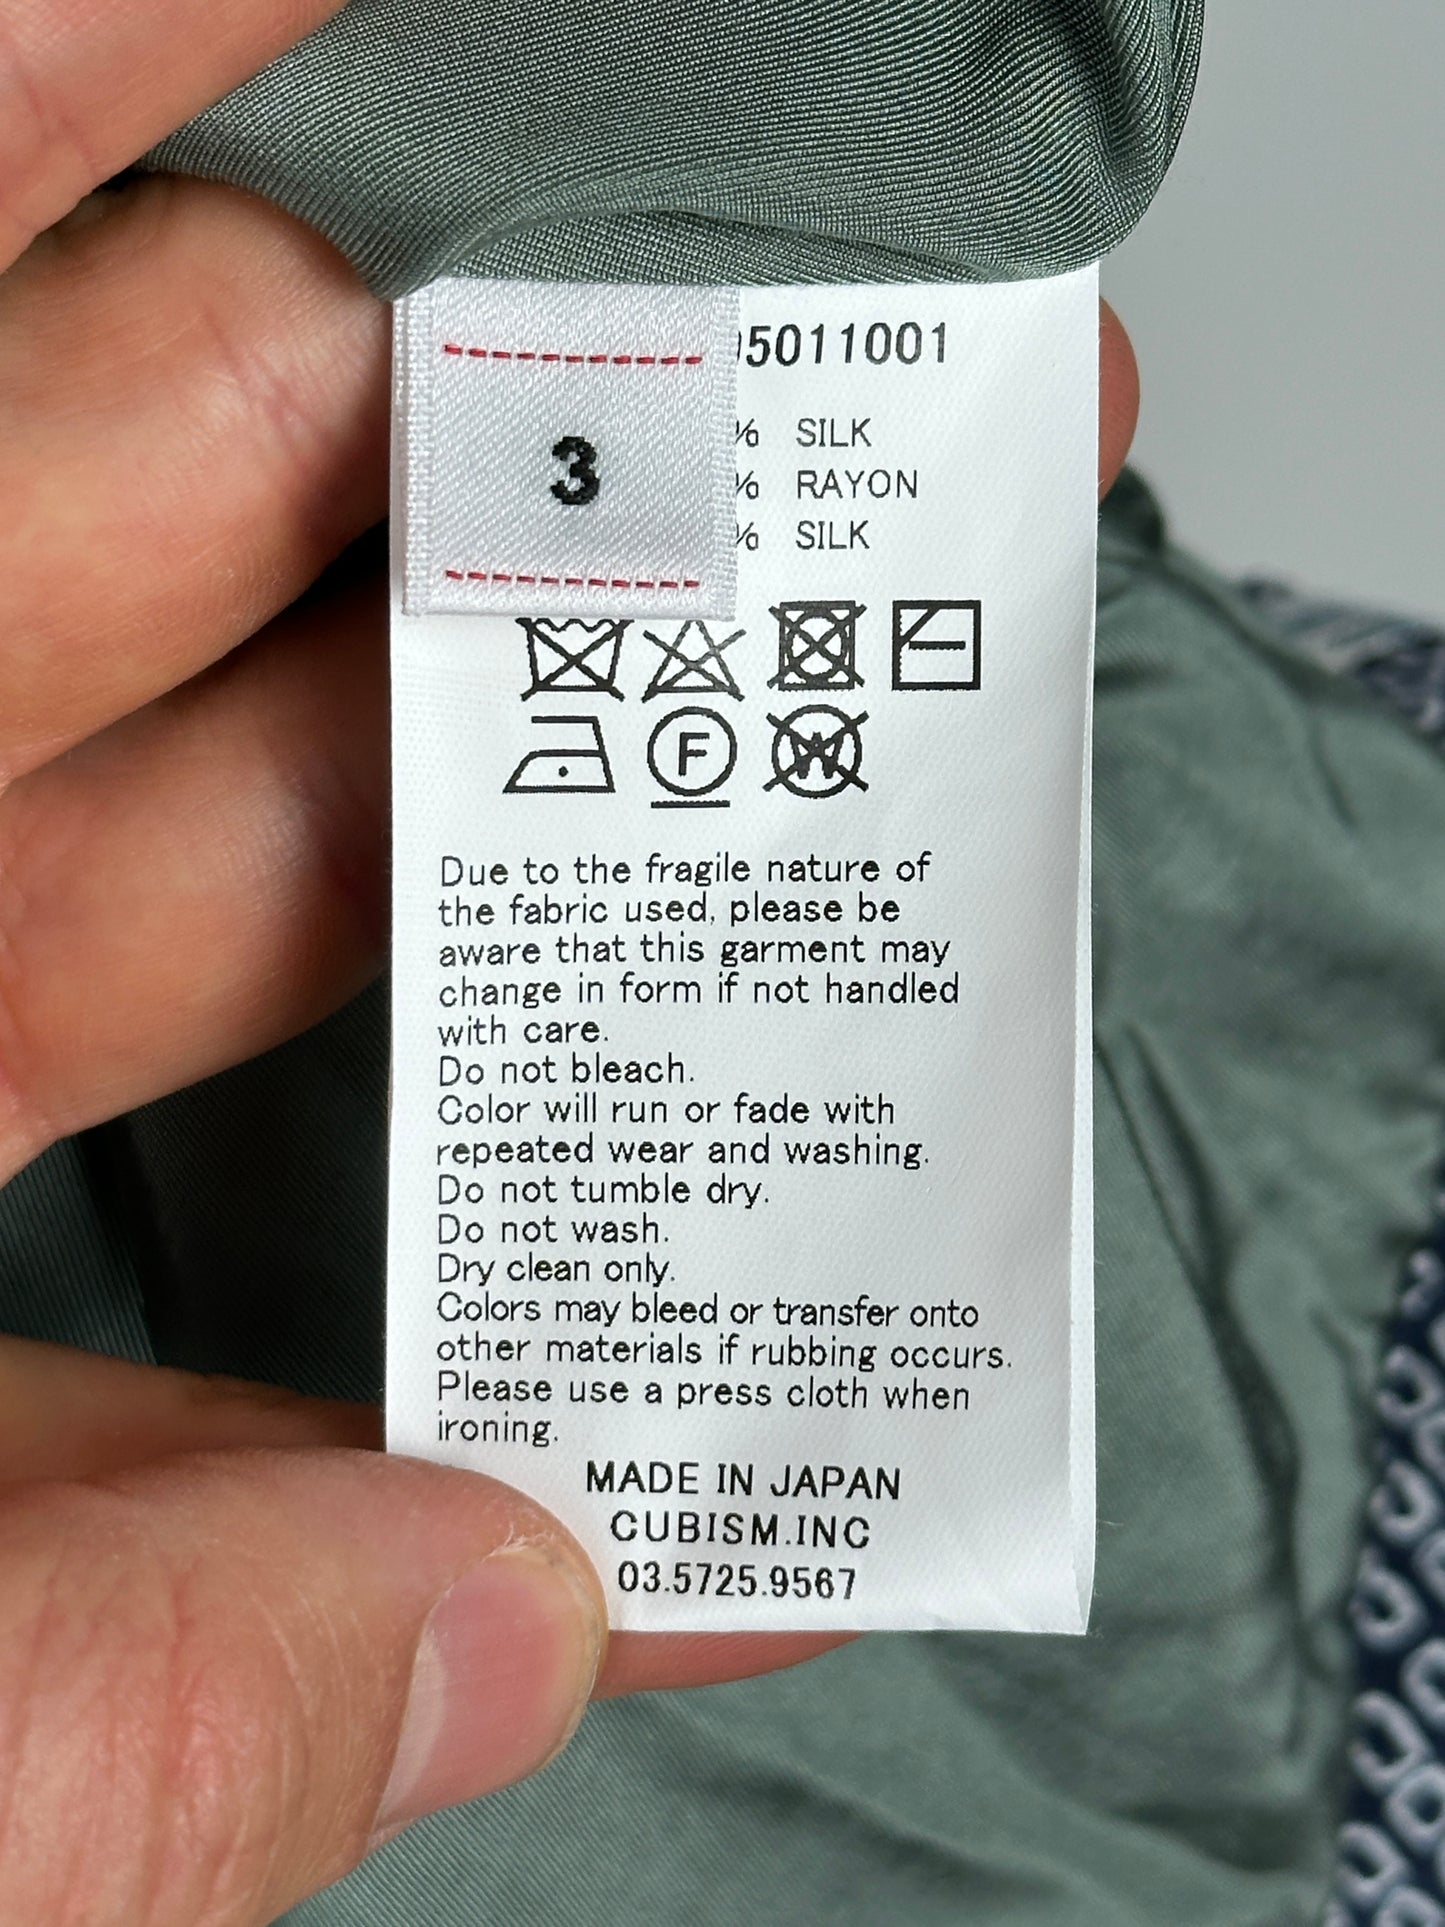 3
5011001
% SILK
% RAYON
% SILK
F
W
Due to the fragile nature of
the fabric used, please be
aware that this garment may
change in form if not handled
with care.
Do not bleach.
Color will run or fade with
repeated wear and washing.
Do not tumble dry.
Do not wash.
Dry clean only.
Colors may bleed or transfer onto
other materials if rubbing occurs.
Please use a press cloth when
ironing.
MADE IN JAPAN
CUBISM.INC
03.5725.9567